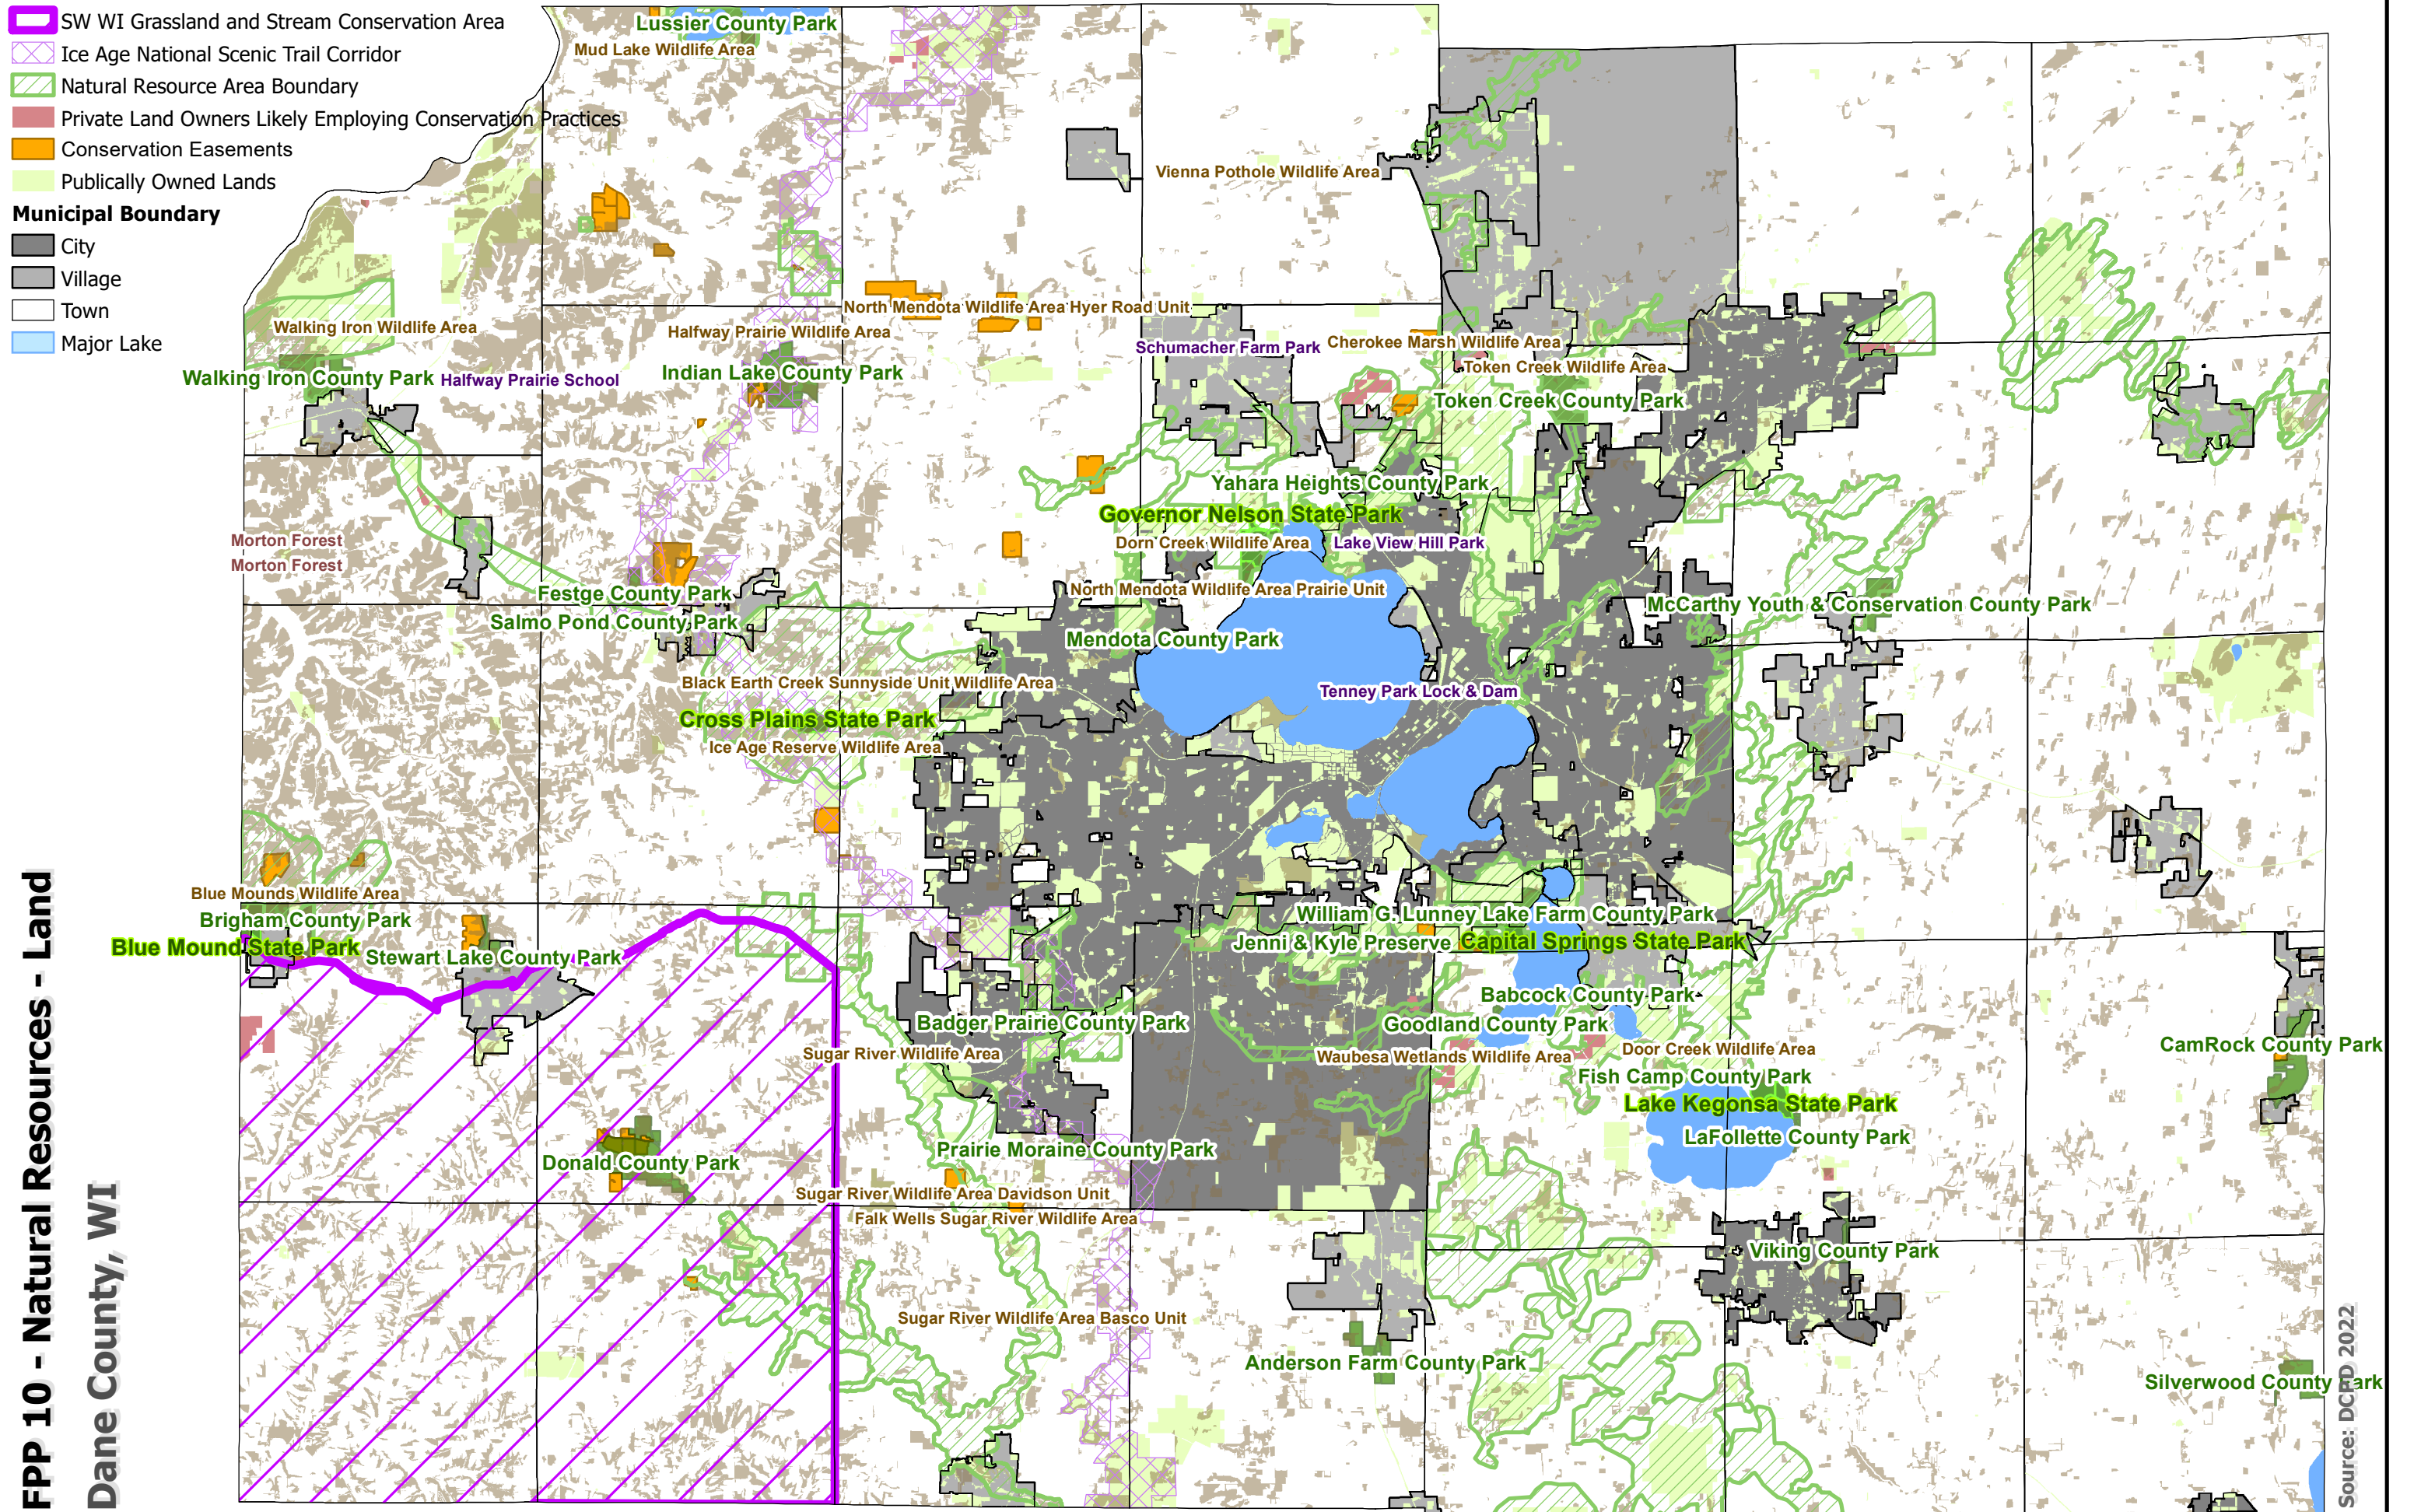 SW WI Grassland and Stream Conservation Area
Ice Age National Scenic Trail Corridor
Natural Resource Area Boundary
Private Land Owners Likely Employing Conservation Practices
Conservation Easements
Publically Owned Lands
Municipal Boundary
City
Village
Town
Major Lake
Lussier County Park
Mud Lake Wildlife Area
Vienna Pothole Wildlife Area
North Mendota Wildlife Area Hyer Road Unit
Walking Iron Wildlife Area
Halfway Prairie Wildlife Area
Schumacher Farm Park
Cherokee Marsh Wildlife Area
Token Creek Wildlife Area
Walking Iron County Park
Halfway Prairie School
Indian Lake County Park
Token Creek County Park
Yahara Heights County Park
Governor Nelson State Park
Morton Forest
Morton Forest
Dorn Creek Wildlife Area
Lake View Hill Park
Festge County Park
North Mendota Wildlife Area Prairie Unit
McCarthy Youth & Conservation County Park
Salmo Pond County Park
Mendota County Park
Black Earth Creek Sunnyside Unit Wildlife Area
Tenney Park Lock & Dam
Cross Plains State Park
Ice Age Reserve Wildlife Area
Blue Mounds Wildlife Area
Brigham County Park
William G. Lunney Lake Farm County Park
Blue Mound State Park
Stewart Lake County Park
Jenni & Kyle Preserve
Capital Springs State Park
Babcock County Park
Badger Prairie County Park
Goodland County Park
Sugar River Wildlife Area
Waubesa Wetlands Wildlife Area
Door Creek Wildlife Area
CamRock County Park
Fish Camp County Park
Lake Kegonsa State Park
LaFollette County Park
Prairie Moraine County Park
Donald County Park
Sugar River Wildlife Area Davidson Unit
Falk Wells Sugar River Wildlife Area
Viking County Park
Sugar River Wildlife Area Basco Unit
Anderson Farm County Park
Silverwood County Park
FPP 10 - Natural Resources - Land
Dane County, WI
Source: DCPD 2022